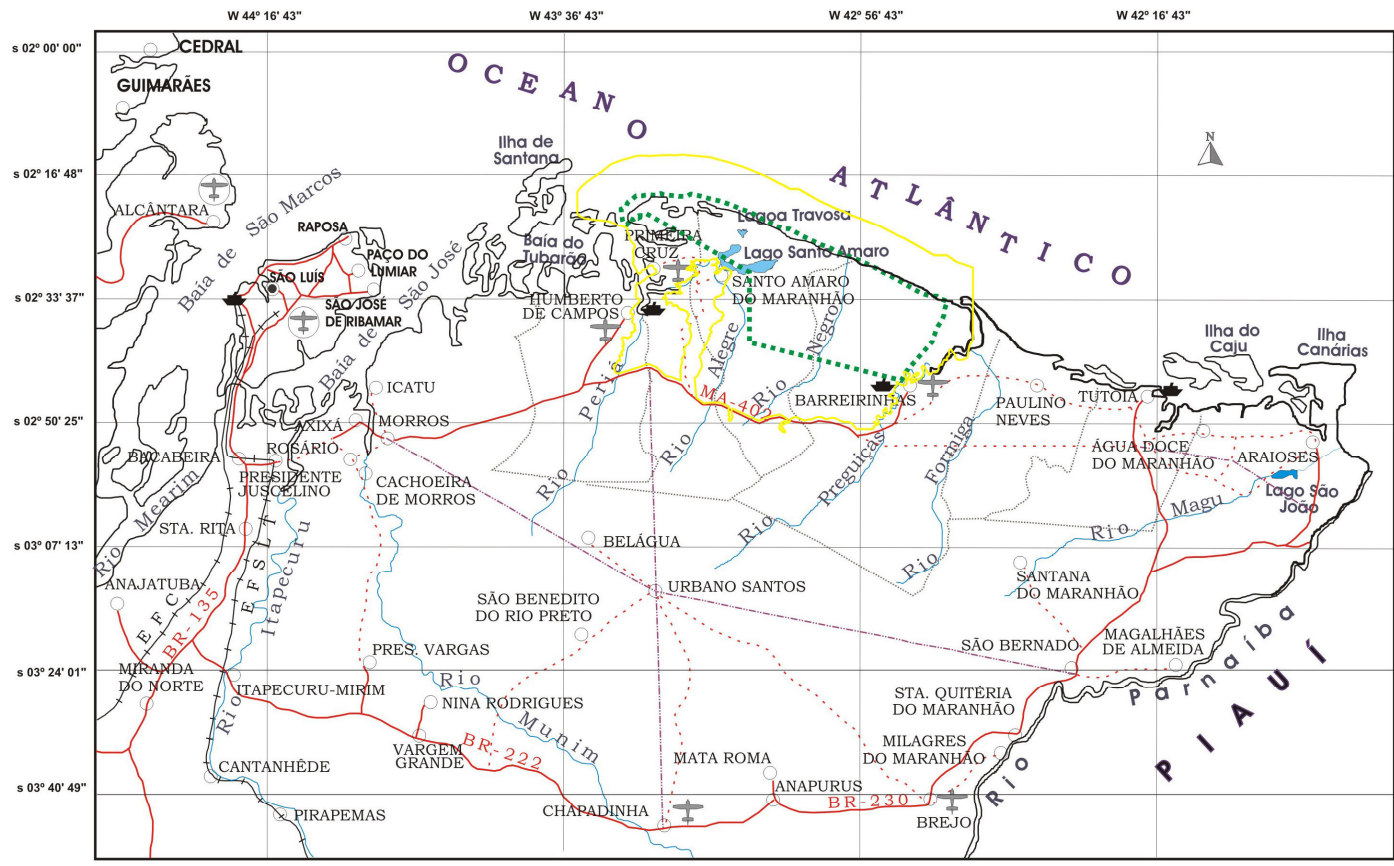 W 44º 16' 43"
W 43º 36' 43"
W 42º 56' 43"
W 42º 16' 43"
s 02º 00' 00"
CEDRAL
GUIMARÃES
OCEANO
ATLÂNTICO
Ilha de
Santana
N
s 02º 16' 48"
ALCÂNTARA
Baia de São Marcos
RAPOSA
PAÇO DO
LUMIAR
SÃO LUÍS
SÃO JOSÉ
DE RIBAMAR
Baia de São José
Baía do
Tubarão
PRIMEIRA
CRUZ
Lagoa Travosa
Lago Santo Amaro
SANTO AMARO
DO MARANHÃO
s 02º 33' 37"
HUMBERTO
DE CAMPOS
Ilha do
Caju
Ilha
Canárias
Rio Alegre
Rio Negro
Rio Periá
ICATU
MA-402
BARREIRINHAS
PAULINO
NEVES
TUTOIA
s 02º 50' 25"
AXIXÁ
MORROS
BACABEIRA
ROSÁRIO
PRESIDENTE
JUSCELINO
CACHOEIRA
DE MORROS
Rio Preguiças
Rio Formiga
ÁGUA DOCE
DO MARANHÃO
ARAIOSES
Lago São
João
Rio Magu
Rio Mearim
STA. RITA
s 03º 07' 13"
BELÁGUA
ANAJATUBA
EFC
BR-135
EFSLT
Rio Itapecuru
URBANO SANTOS
SÃO BENEDITO
DO RIO PRETO
SANTANA
DO MARANHÃO
SÃO BERNADO
MAGALHÃES
DE ALMEIDA
Rio Parnaíba
PIAUÍ
s 03º 24' 01"
MIRANDA
DO NORTE
PRES. VARGAS
ITAPECURU-MIRIM
Rio Munim
NINA RODRIGUES
STA. QUITÉRIA
DO MARANHÃO
VARGEM
GRANDE
BR-222
MILAGRES
DO MARANHÃO
CANTANHÊDE
MATA ROMA
s 03º 40' 49"
ANAPURUS
BR-230
CHAPADINHA
BREJO
PIRAPEMAS